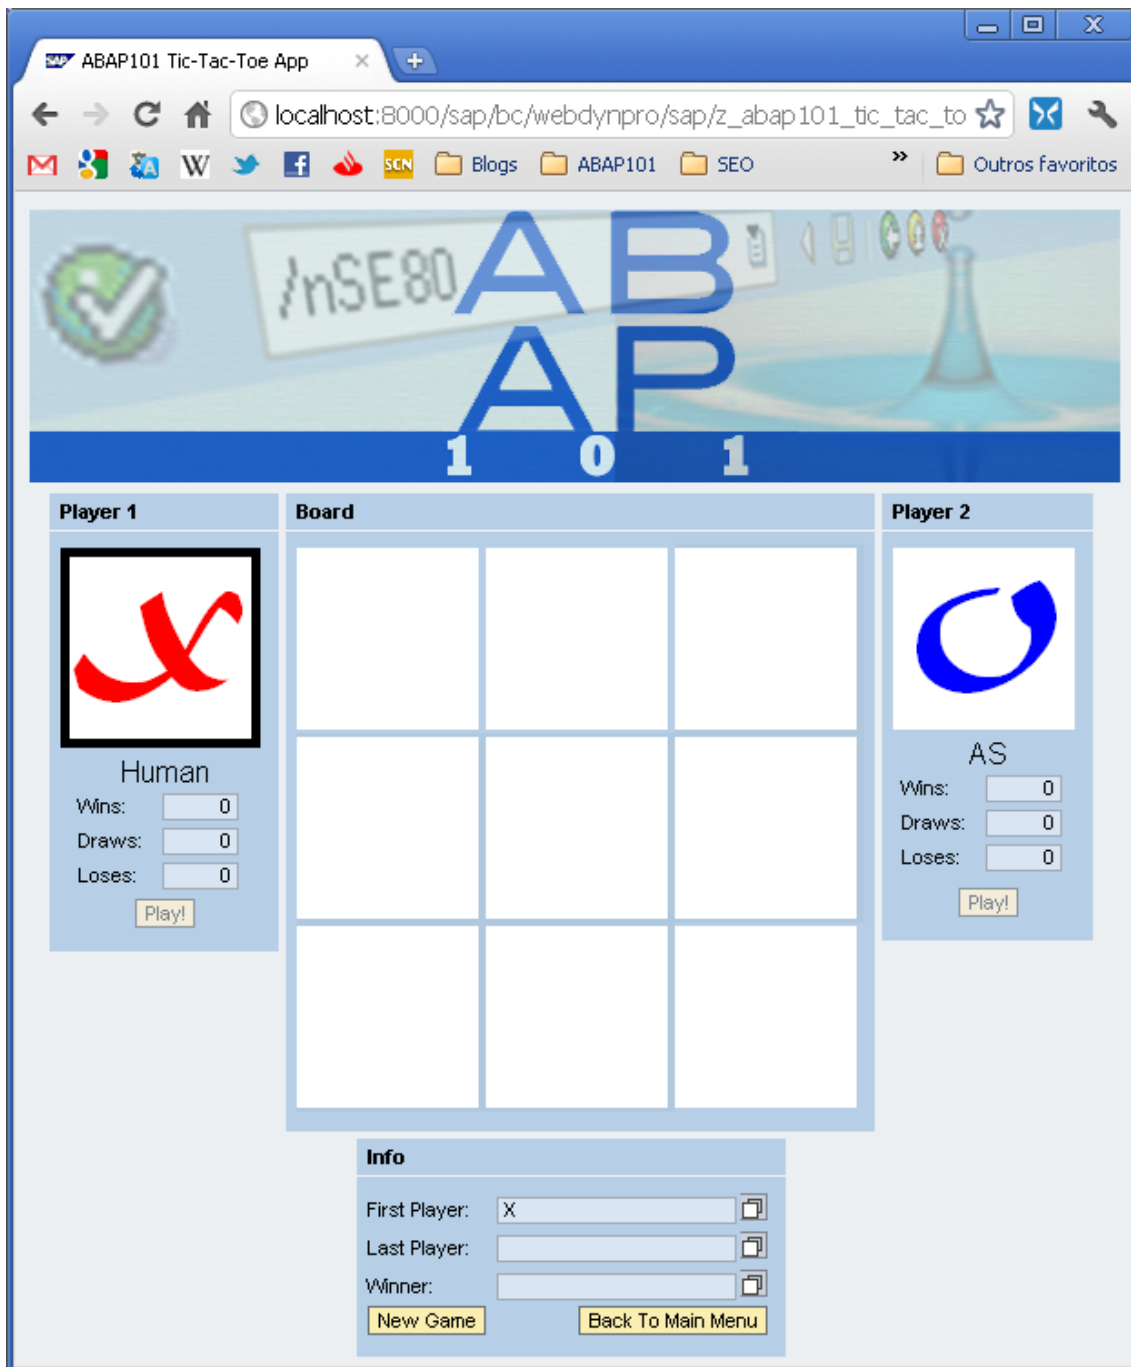 SAP ABAP101 Tic-Tac-Toe App
localhost:8000/sap/bc/webdynpro/sap/z_abap101_tic_tac_to
W SCN Blogs ABAP101 SEO » Outros favoritos
/nSE80
AB
AP
1 0 1
Player 1 Board Player 2
X O
Human AS
Wins: 0 Wins: 0
Draws: 0 Draws: 0
Loses: 0 Loses: 0
Play! Play!
Info
First Player: X
Last Player:
Winner:
New Game Back To Main Menu